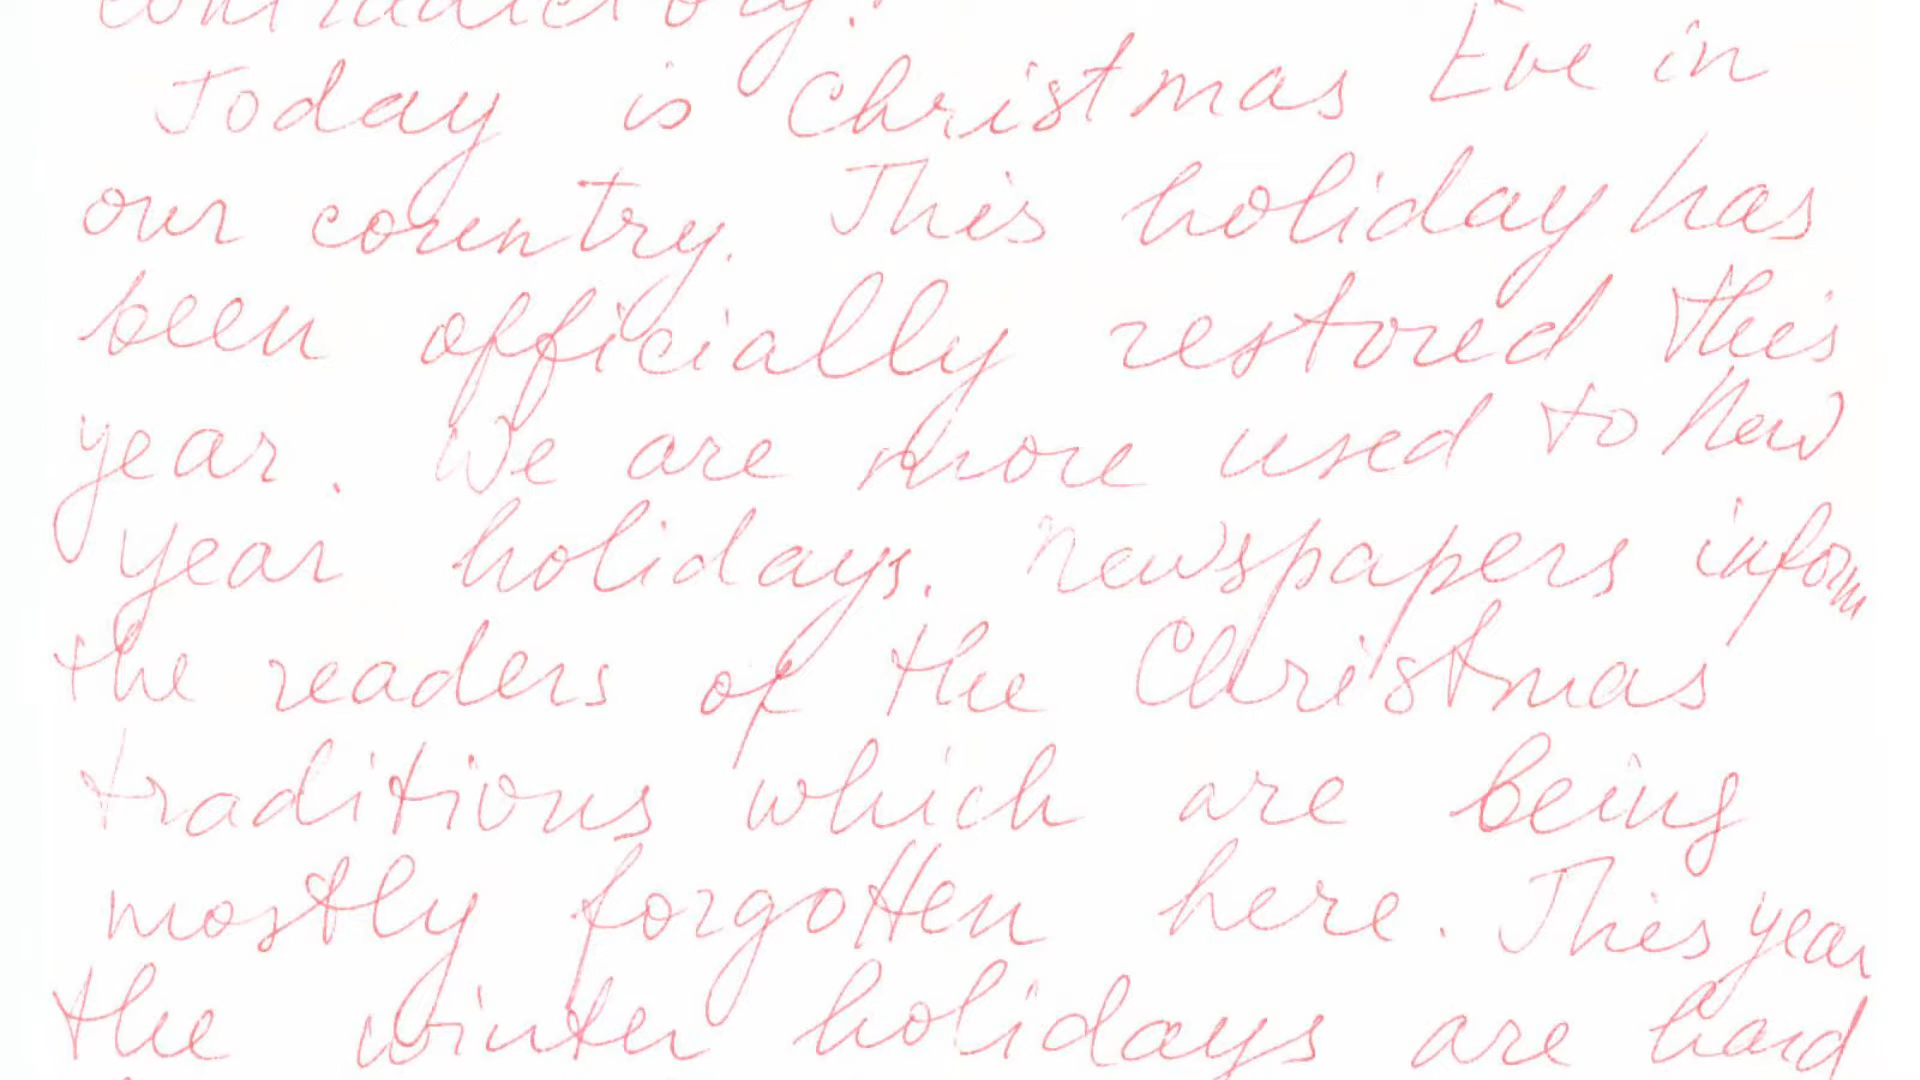 contradictory.
Today is Christmas Eve in
our country. This holiday has
been officially restored this
year. We are more used to New
year holidays. Newspapers inform
the readers of the Christmas
traditions which are being
mostly forgotten here. This year
the winter holidays are hard